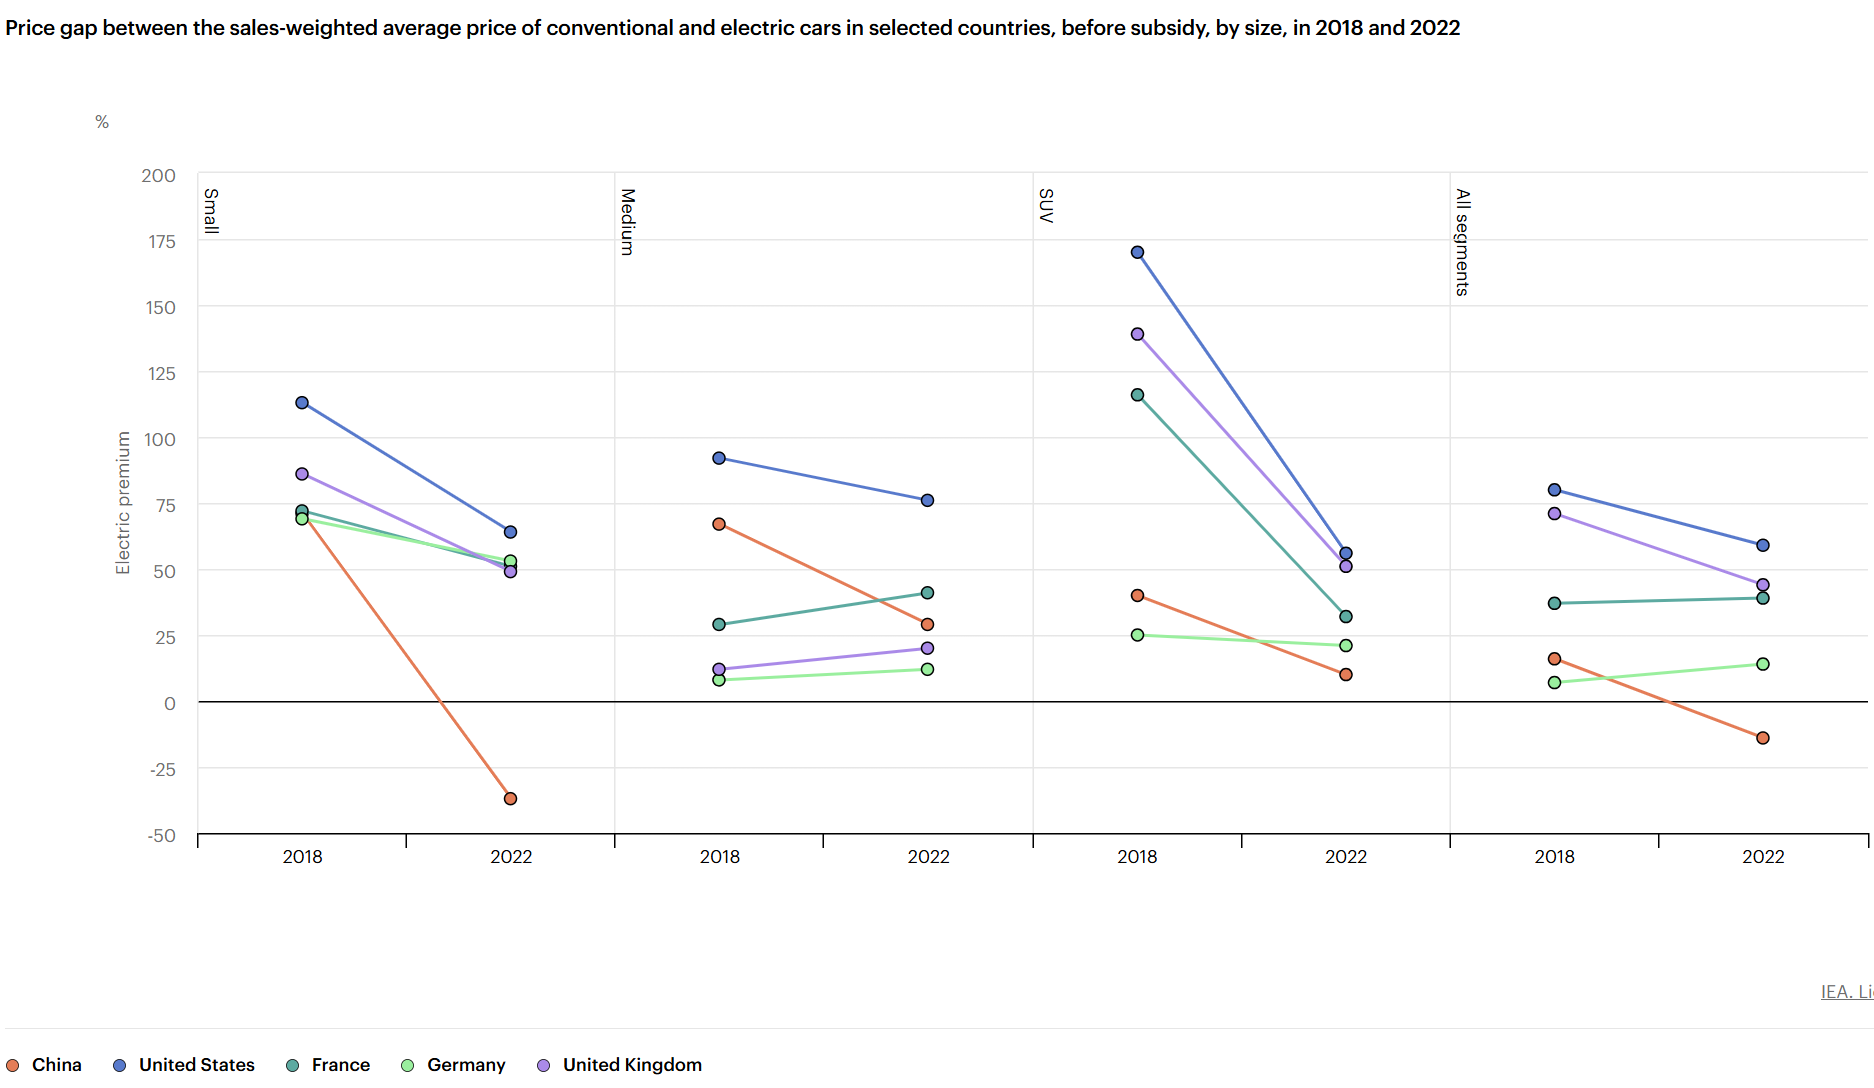 Price gap between the sales-weighted average price of conventional and electric cars in selected countries, before subsidy, by size, in 2018 and 2022
%
200
175
150
125
100
75
50
25
0
-25
-50
Electric premium
Small
Medium
SUV
All segments
2018 2022 2018 2022 2018 2022 2018 2022
IEA. Li
China United States France Germany United Kingdom